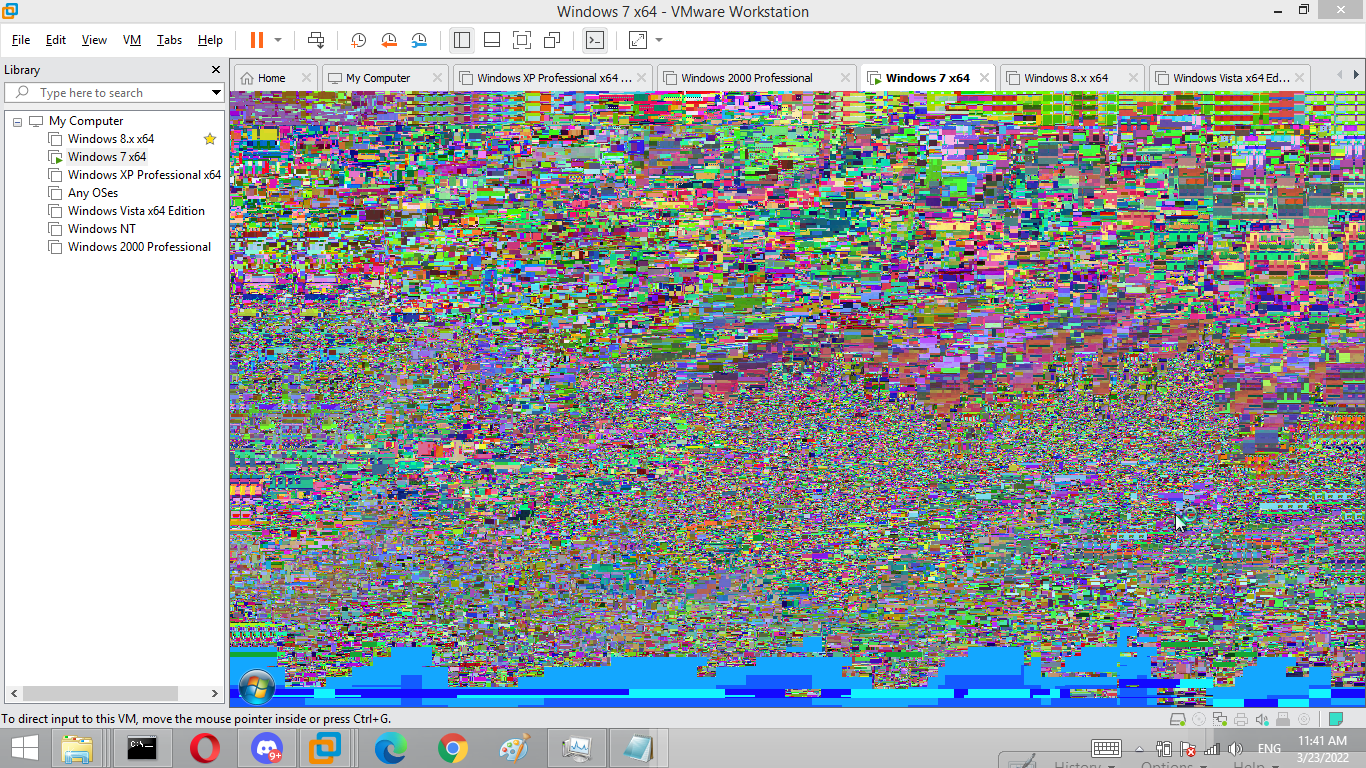 Windows 7 x64 - VMware Workstation
File Edit View VM Tabs Help
Library
Type here to search
Home
My Computer
Windows XP Professional x64 ...
Windows 2000 Professional
Windows 7 x64
Windows 8.x x64
Windows Vista x64 Ed...
My Computer
Windows 8.x x64
Windows 7 x64
Windows XP Professional x64
Any OSes
Windows Vista x64 Edition
Windows NT
Windows 2000 Professional
To direct input to this VM, move the mouse pointer inside or press Ctrl+G.
C:\_
9+
ENG
11:41 AM
3/23/2022
History Options Help